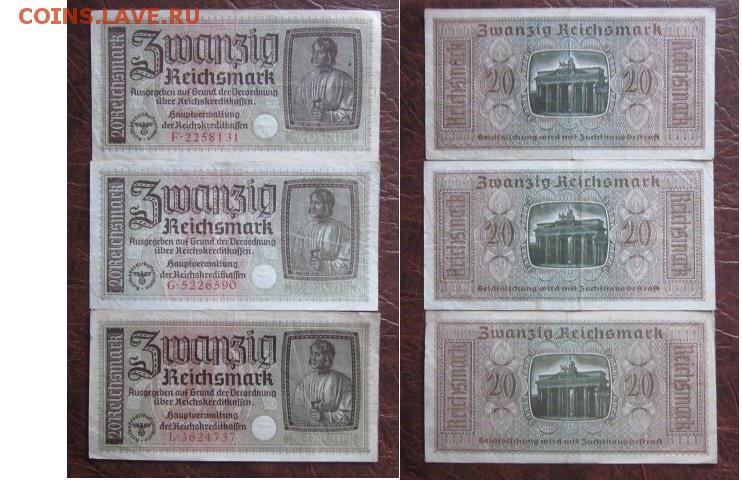 COINS.ЛАВЕ.RU
20 Reichsmark
Zwanzig
Reichsmark
Ausgegeben auf Grund der Verordnung
über Reichskreditkassen.
Hauptverwaltung
der Reichskreditkassen
F·2258131
Zwanzig Reichsmark
Reichsmark
20
20
Reichsmark
Geldfälschung wird mit Zuchthaus bestraft
20 Reichsmark
Zwanzig
Reichsmark
Ausgegeben auf Grund der Verordnung
über Reichskreditkassen.
Hauptverwaltung
der Reichskreditkassen
G·5226590
Zwanzig Reichsmark
Reichsmark
20
20
Reichsmark
Geldfälschung wird mit Zuchthaus bestraft
20 Reichsmark
Zwanzig
Reichsmark
Ausgegeben auf Grund der Verordnung
über Reichskreditkassen.
Hauptverwaltung
der Reichskreditkassen
L·3624737
Zwanzig Reichsmark
Reichsmark
20
20
Reichsmark
Geldfälschung wird mit Zuchthaus bestraft